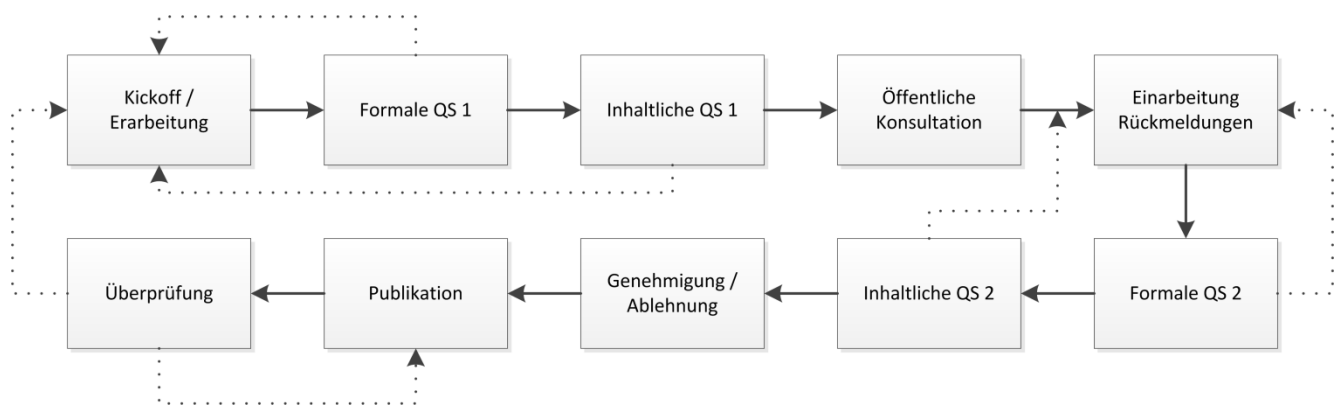 Kickoff /
Erarbeitung
Formale QS 1
Inhaltliche QS 1
Öffentliche
Konsultation
Einarbeitung
Rückmeldungen
Überprüfung
Publikation
Genehmigung /
Ablehnung
Inhaltliche QS 2
Formale QS 2